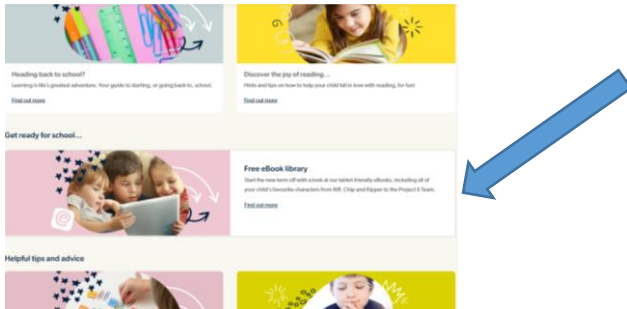 Heading back to school?
Learning is life's greatest adventure. Your guide to starting, or going back to, school.
Find out more
Discover the joy of reading...
Hints and tips on how to help your child fall in love with reading, for fun!
Find out more
Get ready for school...
Free eBook library
Start the new term off with a look at our tablet friendly eBooks, including all of
your child's favourite characters from Biff, Chip and Kipper to the Project X Team.
Find out more
Helpful tips and advice